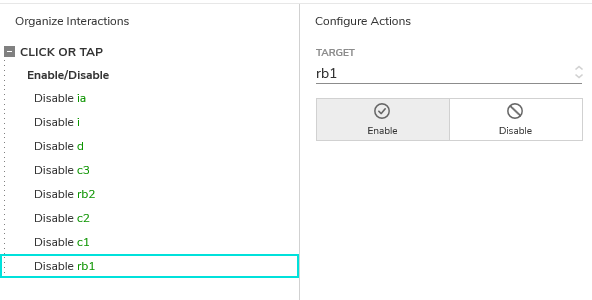 Organize Interactions
CLICK OR TAP
Enable/Disable
Disable ia
Disable i
Disable d
Disable c3
Disable rb2
Disable c2
Disable c1
Disable rb1
Configure Actions
TARGET
rb1
Enable
Disable